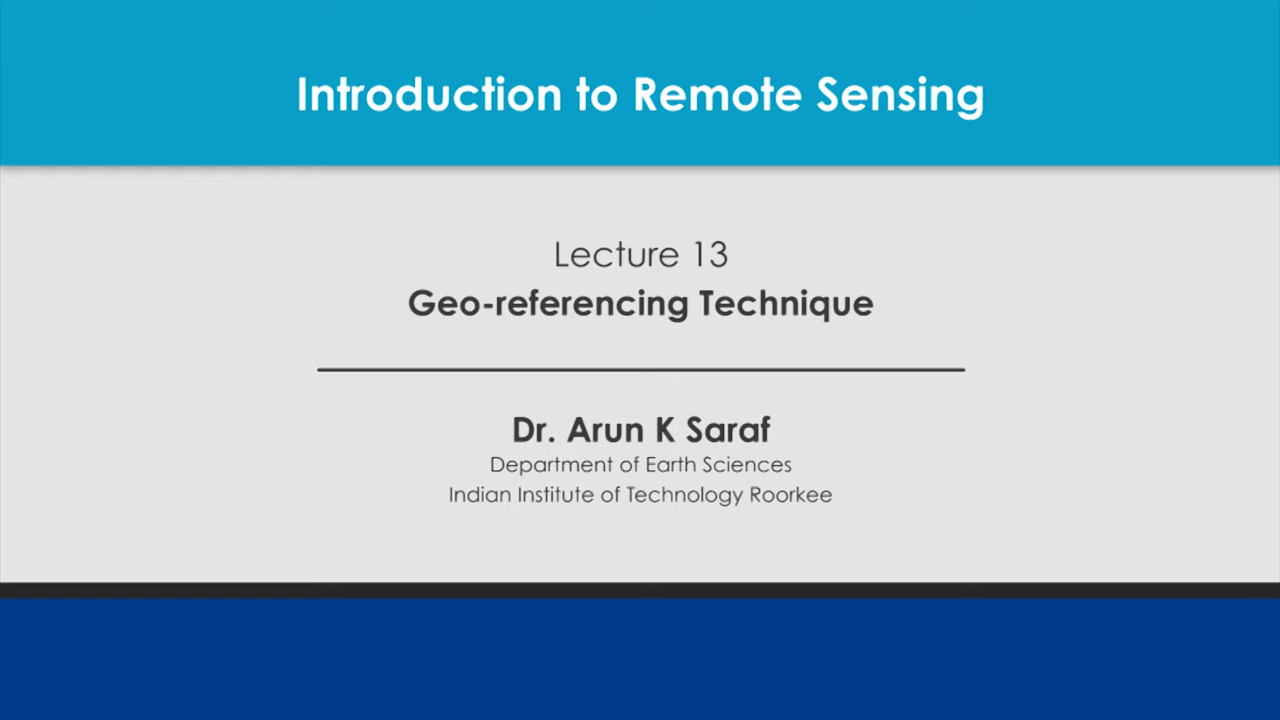 Introduction to Remote Sensing
Lecture 13
Geo-referencing Technique
Dr. Arun K Saraf
Department of Earth Sciences
Indian Institute of Technology Roorkee